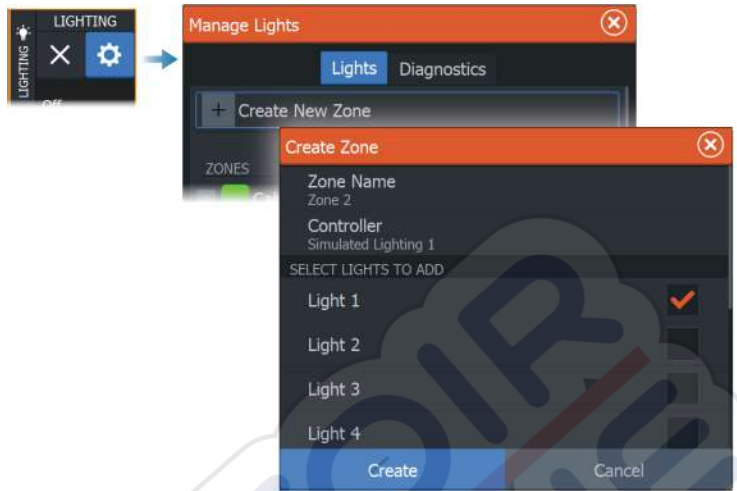 LIGHTING
LIGHTING
Off
Manage Lights
Lights Diagnostics
+ Create New Zone
ZONES
Create Zone
Zone Name
Zone 2
Controller
Simulated Lighting 1
SELECT LIGHTS TO ADD
Light 1
Light 2
Light 3
Light 4
Create Cancel